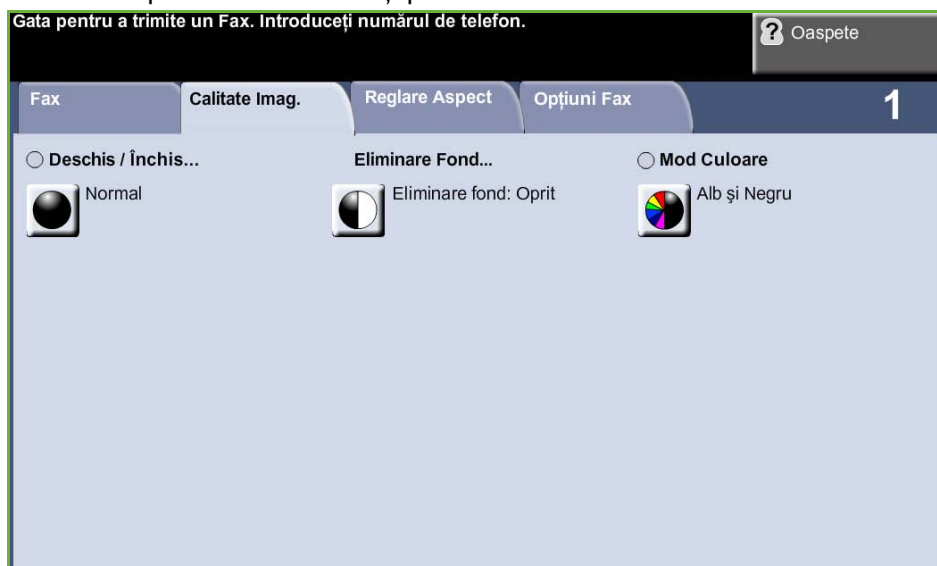 Gata pentru a trimite un Fax. Introduceți numărul de telefon.
? Oaspete
Fax Calitate Imag. Reglare Aspect Opțiuni Fax 1
Deschis / Închis... Eliminare Fond... Mod Culoare
Normal Eliminare fond: Oprit Alb și Negru